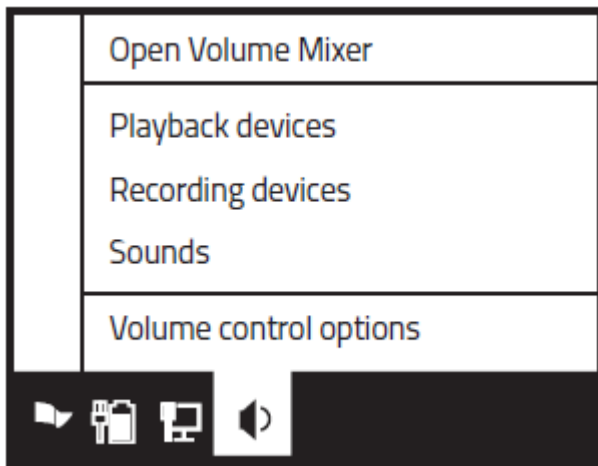 Open Volume Mixer
Playback devices
Recording devices
Sounds
Volume control options